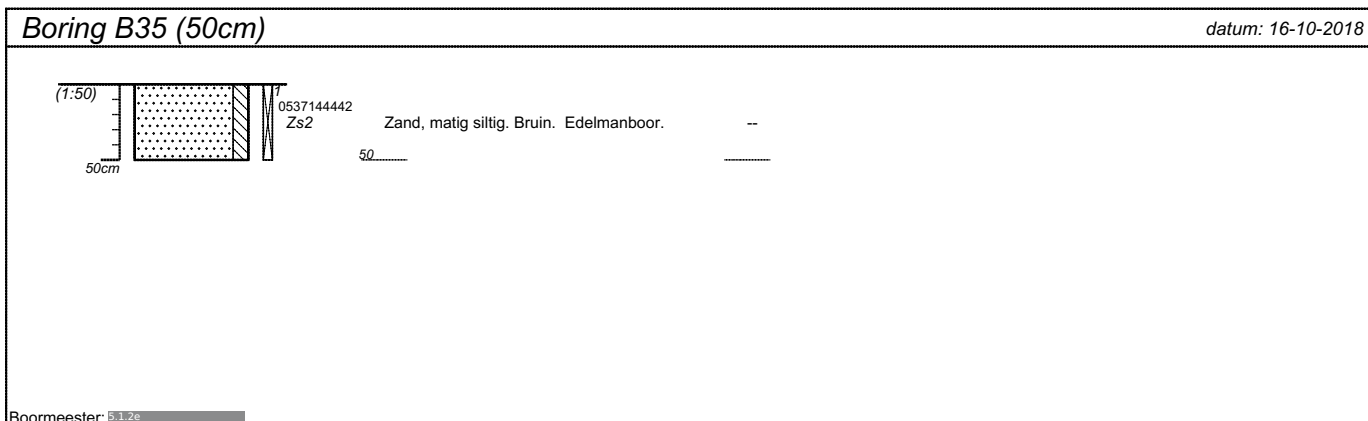 Boring B35 (50cm) datum: 16-10-2018
(1:50) 1
0537144442
Zs2 Zand, matig siltig. Bruin. Edelmanboor. --
50
50cm
Boormeester: 5.1.2e